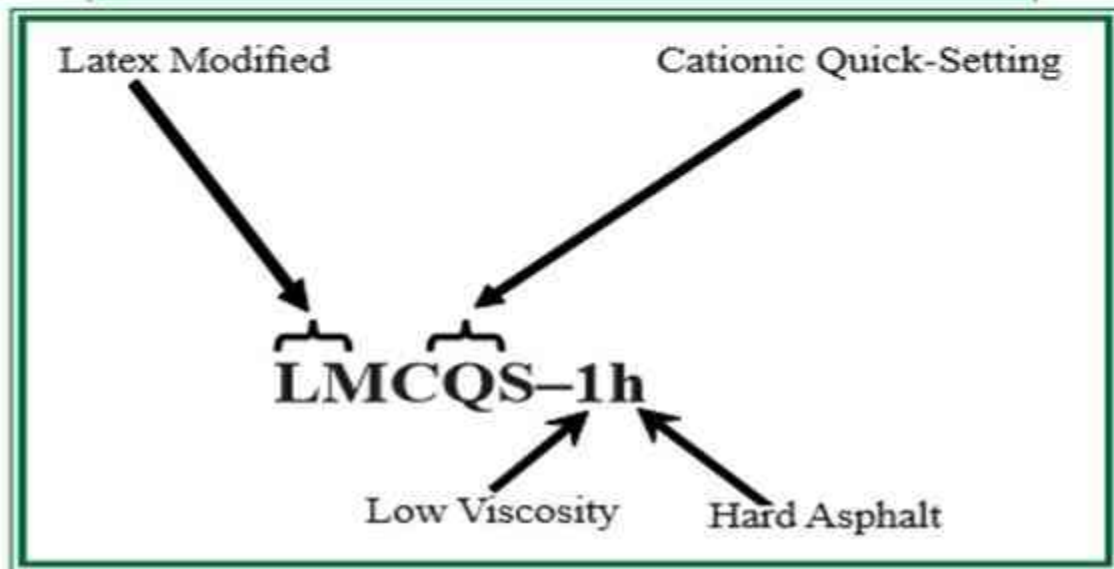 Latex Modified
Cationic Quick-Setting
LMCQS–1h
Low Viscosity
Hard Asphalt